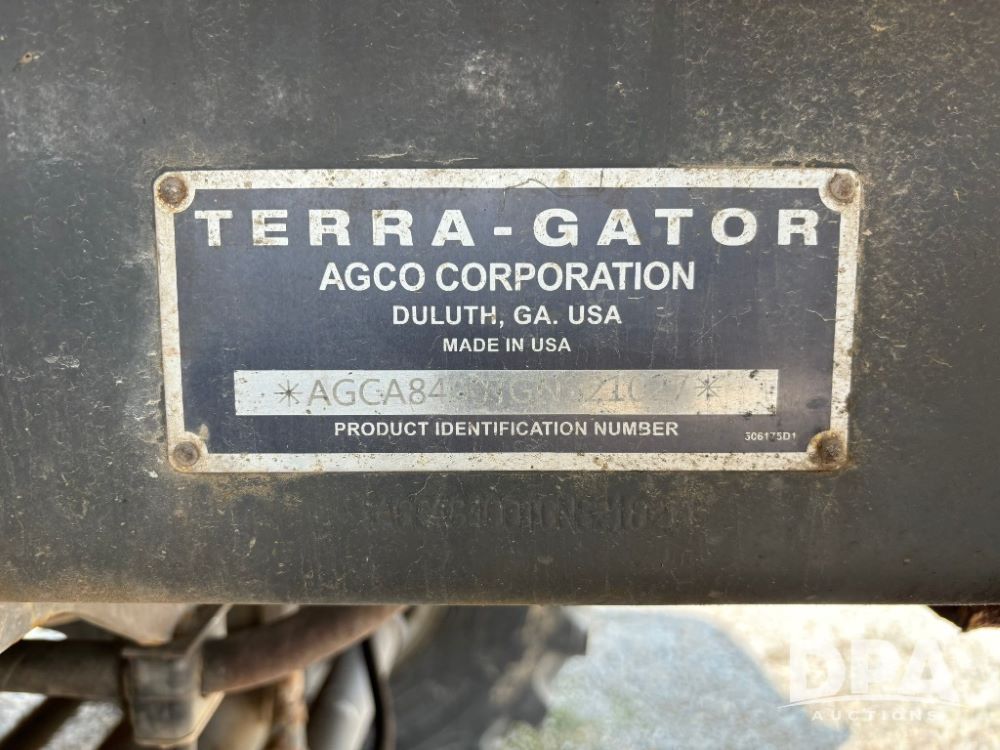 TERRA-GATOR
AGCO CORPORATION
DULUTH, GA. USA
MADE IN USA
PRODUCT IDENTIFICATION NUMBER
306175D1
DPA
AUCTIONS